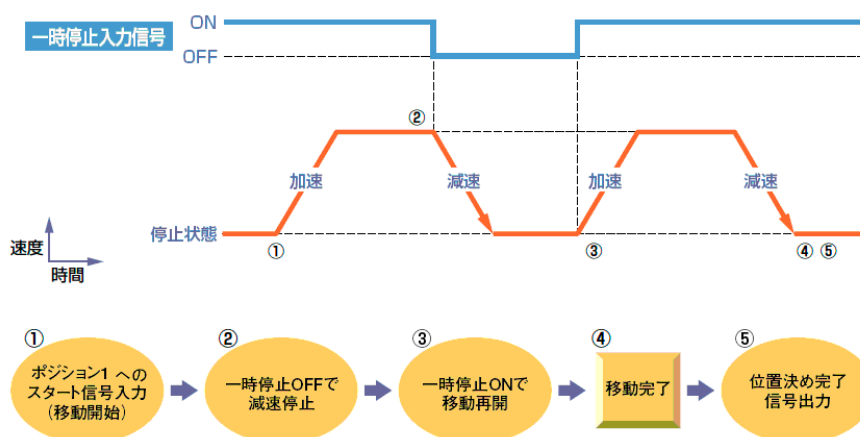 ON
一時停止入力信号
OFF
②
加速
減速
加速
減速
停止状態
①
③
④ ⑤
速度
時間
①
ポジション1 への
スタート信号入力
(移動開始)
②
一時停止OFFで
減速停止
③
一時停止ONで
移動再開
④
移動完了
⑤
位置決め完了
信号出力